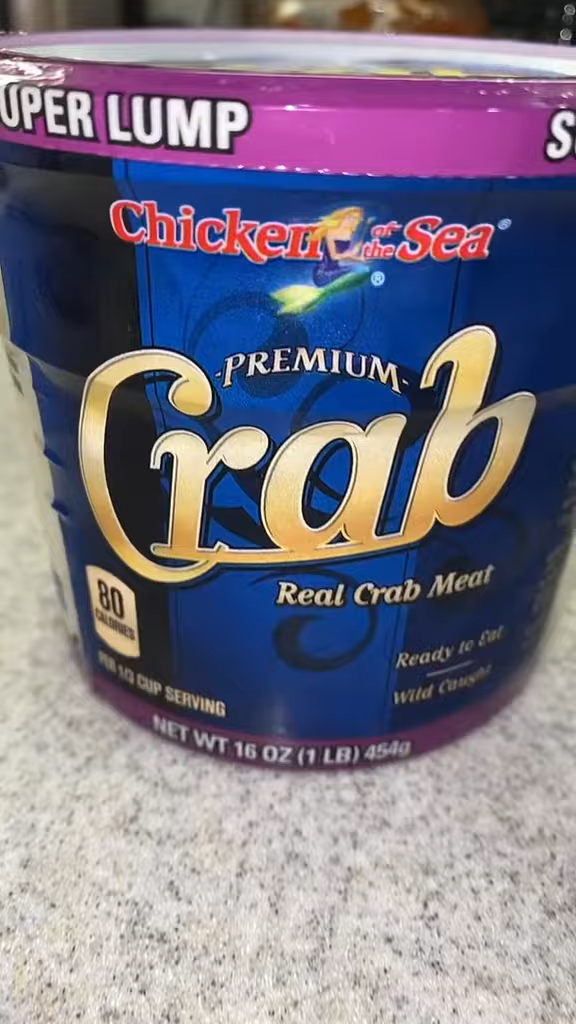 UPER LUMP
S
Chicken of the Sea®
®
PREMIUM
Crab
Real Crab Meat
80
CALORIES
PER 1/3 CUP SERVING
Ready to Eat
Wild Caught
NET WT 16 OZ (1 LB) 454g